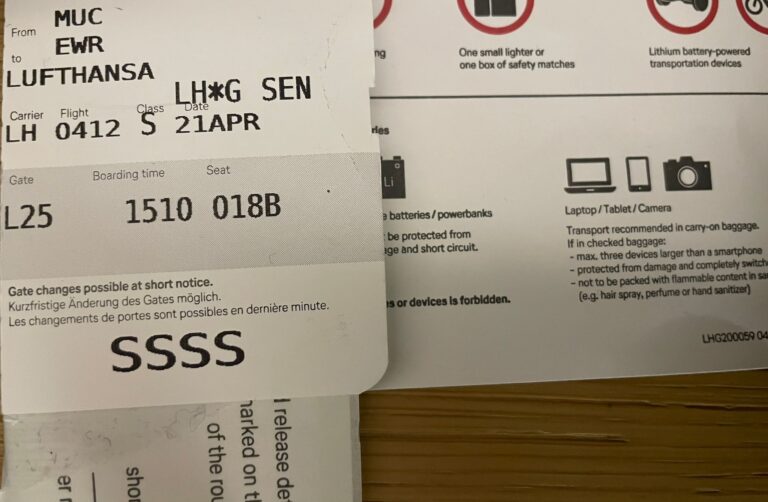 From MUC
to EWR
LUFTHANSA
LH*G SEN
Carrier Flight Class Date
LH 0412 S 21APR
Gate Boarding time Seat
L25 1510 018B
Gate changes possible at short notice.
Kurzfristige Änderung des Gates möglich.
Les changements de portes sont possibles en dernière minute.
SSSS
One small lighter or
one box of safety matches
Lithium battery-powered
transportation devices
Li
batteries / powerbanks
be protected from
and short circuit.
or devices is forbidden.
Laptop / Tablet / Camera
Transport recommended in carry-on baggage.
If in checked baggage:
- max. three devices larger than a smartphone
- protected from damage and completely
- not to be packed with flammable content in
(e.g. hair spray, perfume or hand sanitizer)
LHG200059 04
release
marked on
of the